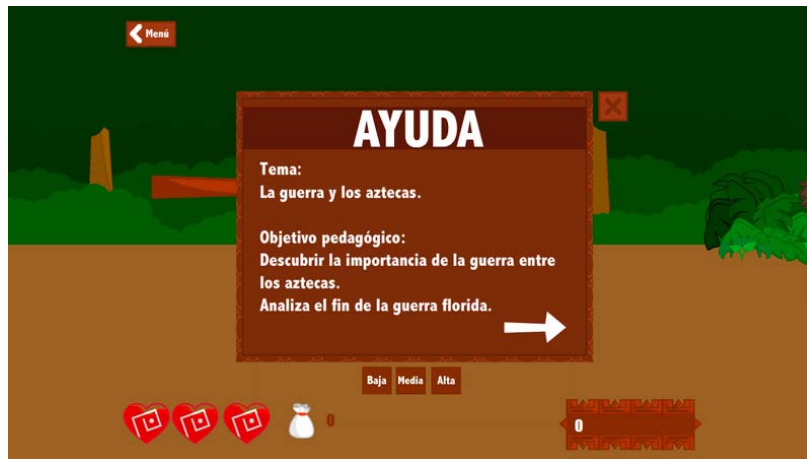 Menú
AYUDA
Tema:
La guerra y los aztecas.
Objetivo pedagógico:
Descubrir la importancia de la guerra entre
los aztecas.
Analiza el fin de la guerra florida.
Baja Media Alta
0
0